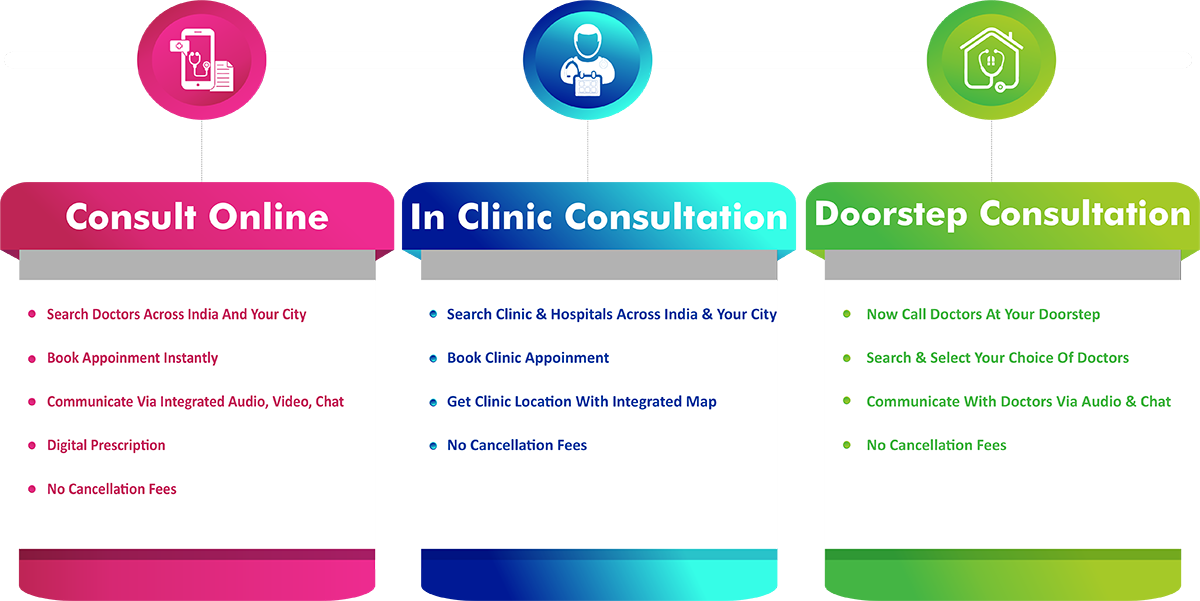 Consult Online
Search Doctors Across India And Your City
Book Appoinment Instantly
Communicate Via Integrated Audio, Video, Chat
Digital Prescription
No Cancellation Fees
In Clinic Consultation
Search Clinic & Hospitals Across India & Your City
Book Clinic Appoinment
Get Clinic Location With Integrated Map
No Cancellation Fees
Doorstep Consultation
Now Call Doctors At Your Doorstep
Search & Select Your Choice Of Doctors
Communicate With Doctors Via Audio & Chat
No Cancellation Fees